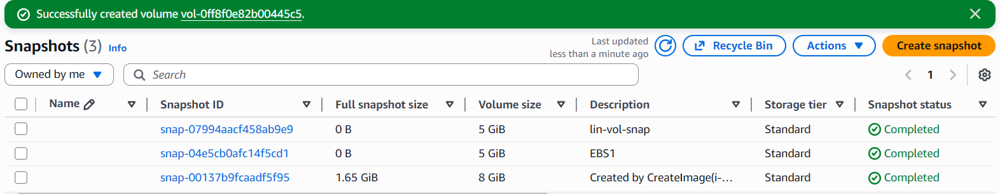 Successfully created volume vol-0ff8f0e82b00445c5.
Snapshots (3) Info
Last updated
less than a minute ago
Recycle Bin
Actions
Create snapshot
Owned by me
Search
1
Name Snapshot ID Full snapshot size Volume size Description Storage tier Snapshot status
snap-07994aacf458ab9e9 0 B 5 GiB lin-vol-snap Standard Completed
snap-04e5cb0afc14f5cd1 0 B 5 GiB EBS1 Standard Completed
snap-00137b9fcaadf5f95 1.65 GiB 8 GiB Created by CreateImage(i-... Standard Completed